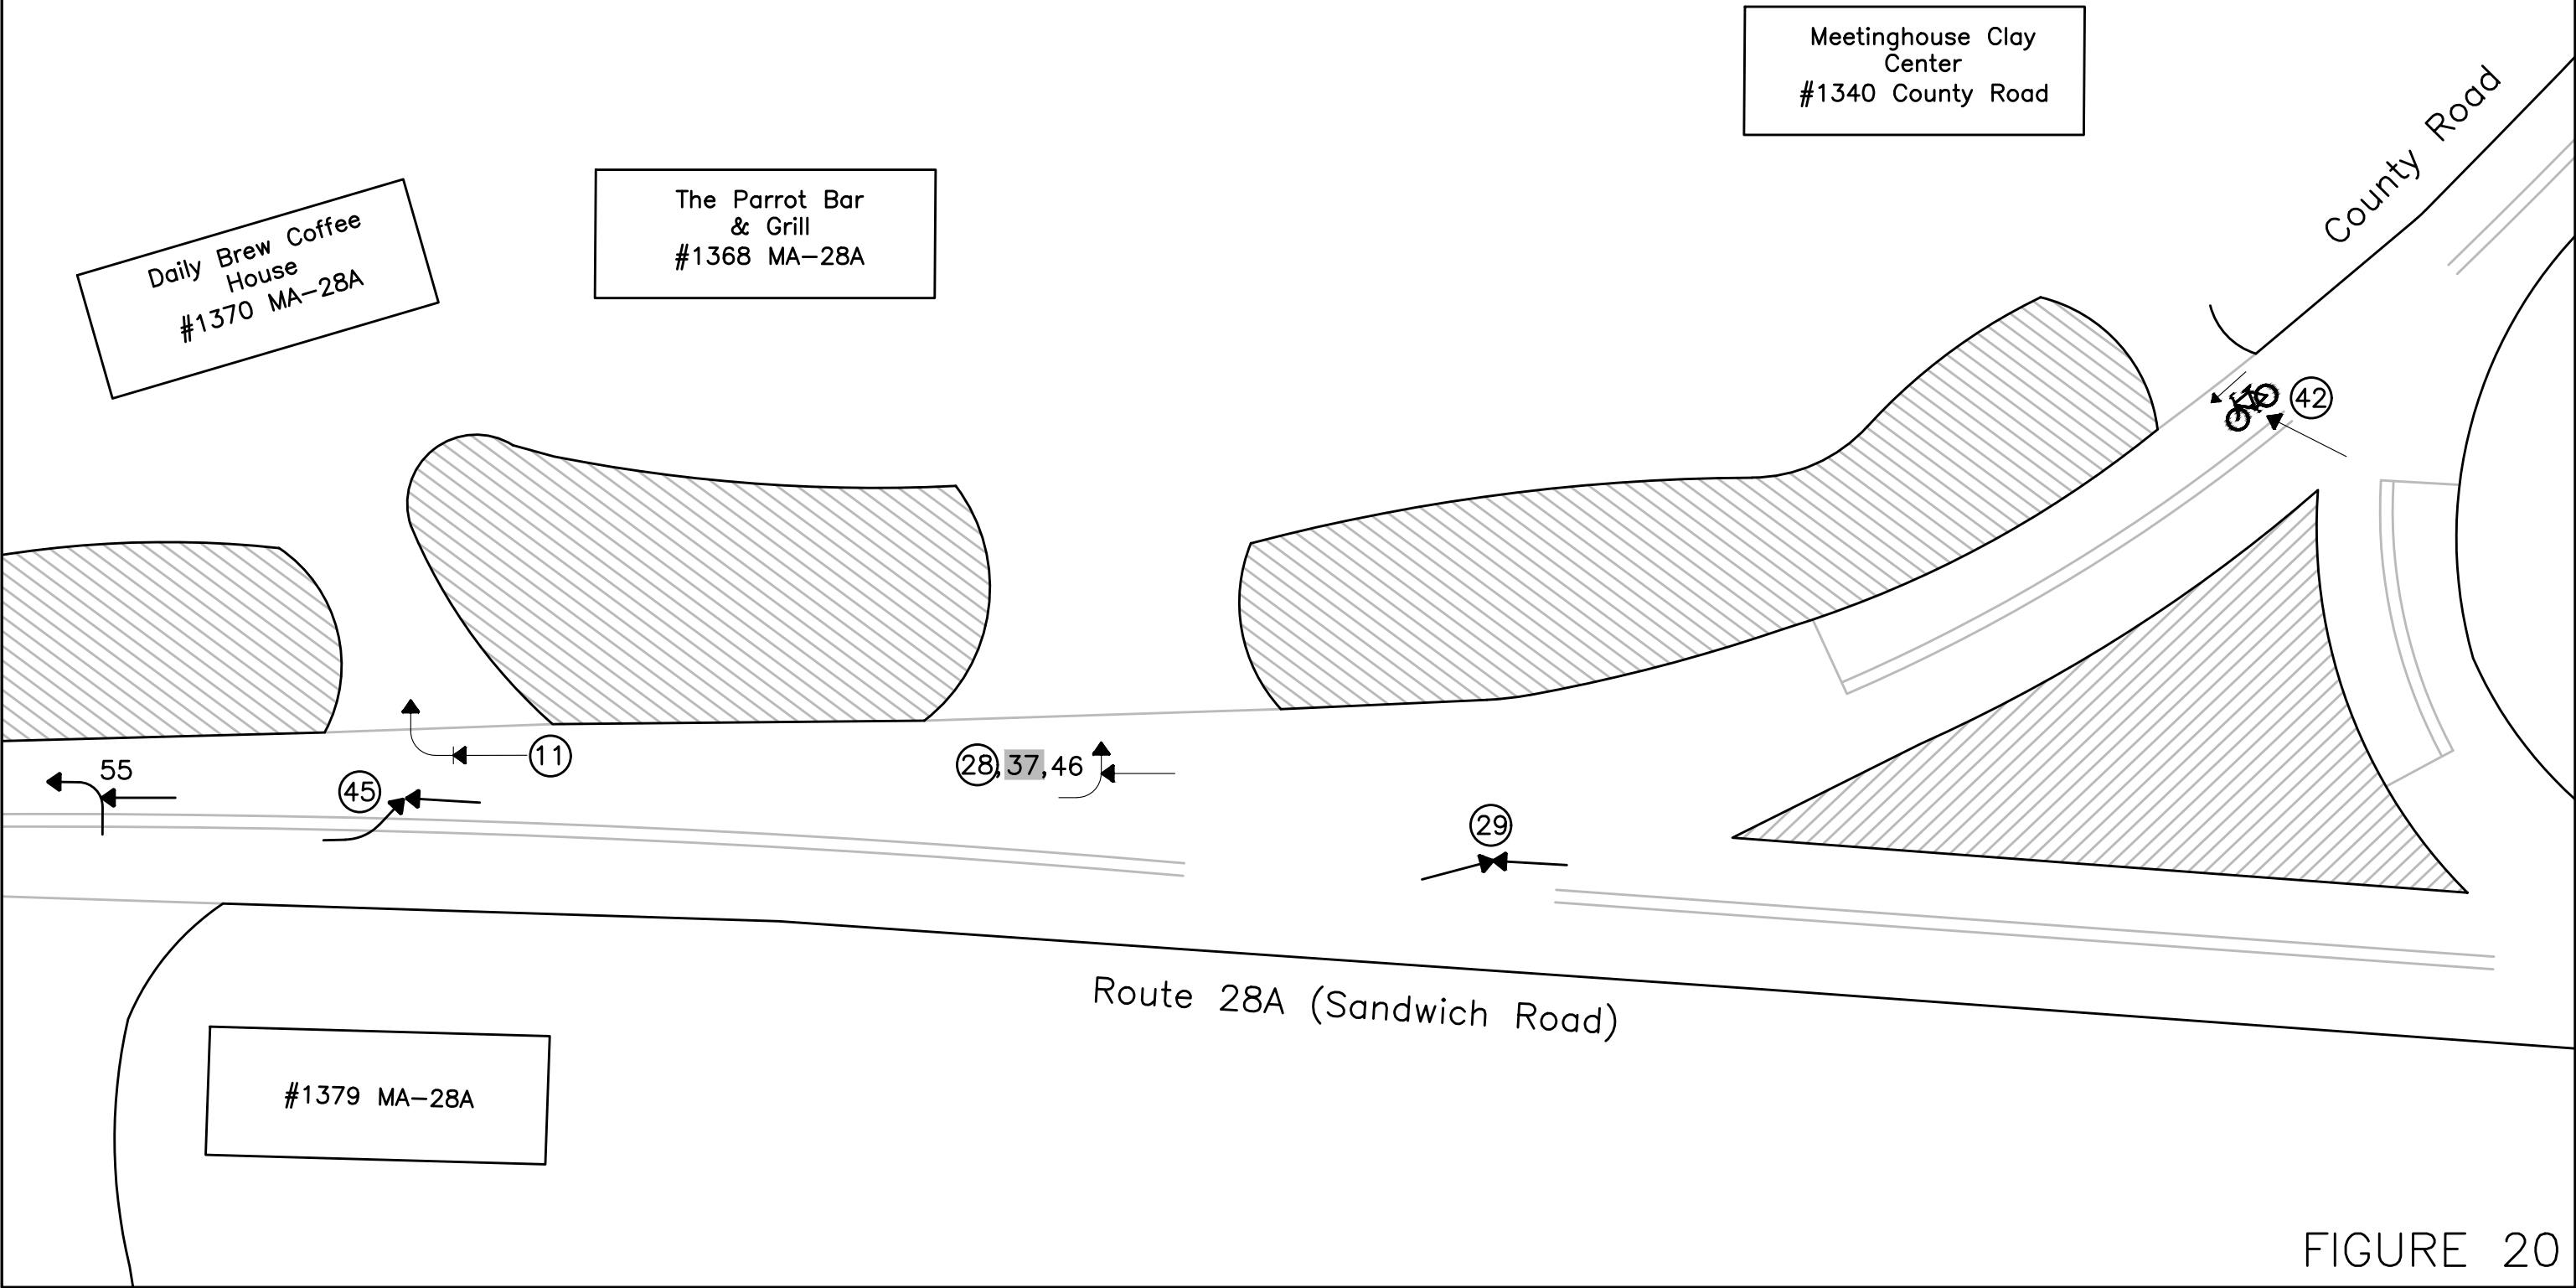 Meetinghouse Clay
Center
#1340 County Road
County Road
The Parrot Bar
& Grill
#1368 MA-28A
Daily Brew Coffee
House
#1370 MA-28A
42
11
28,37,46
55
45
29
Route 28A (Sandwich Road)
#1379 MA-28A
FIGURE 20